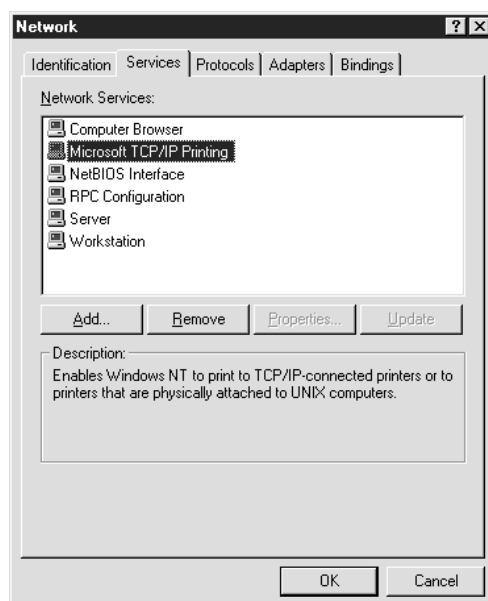 Network
Identification Services Protocols Adapters Bindings
Network Services:
Computer Browser
Microsoft TCP/IP Printing
NetBIOS Interface
RPC Configuration
Server
Workstation
Add... Remove Properties... Update
Description:
Enables Windows NT to print to TCP/IP-connected printers or to
printers that are physically attached to UNIX computers.
OK Cancel